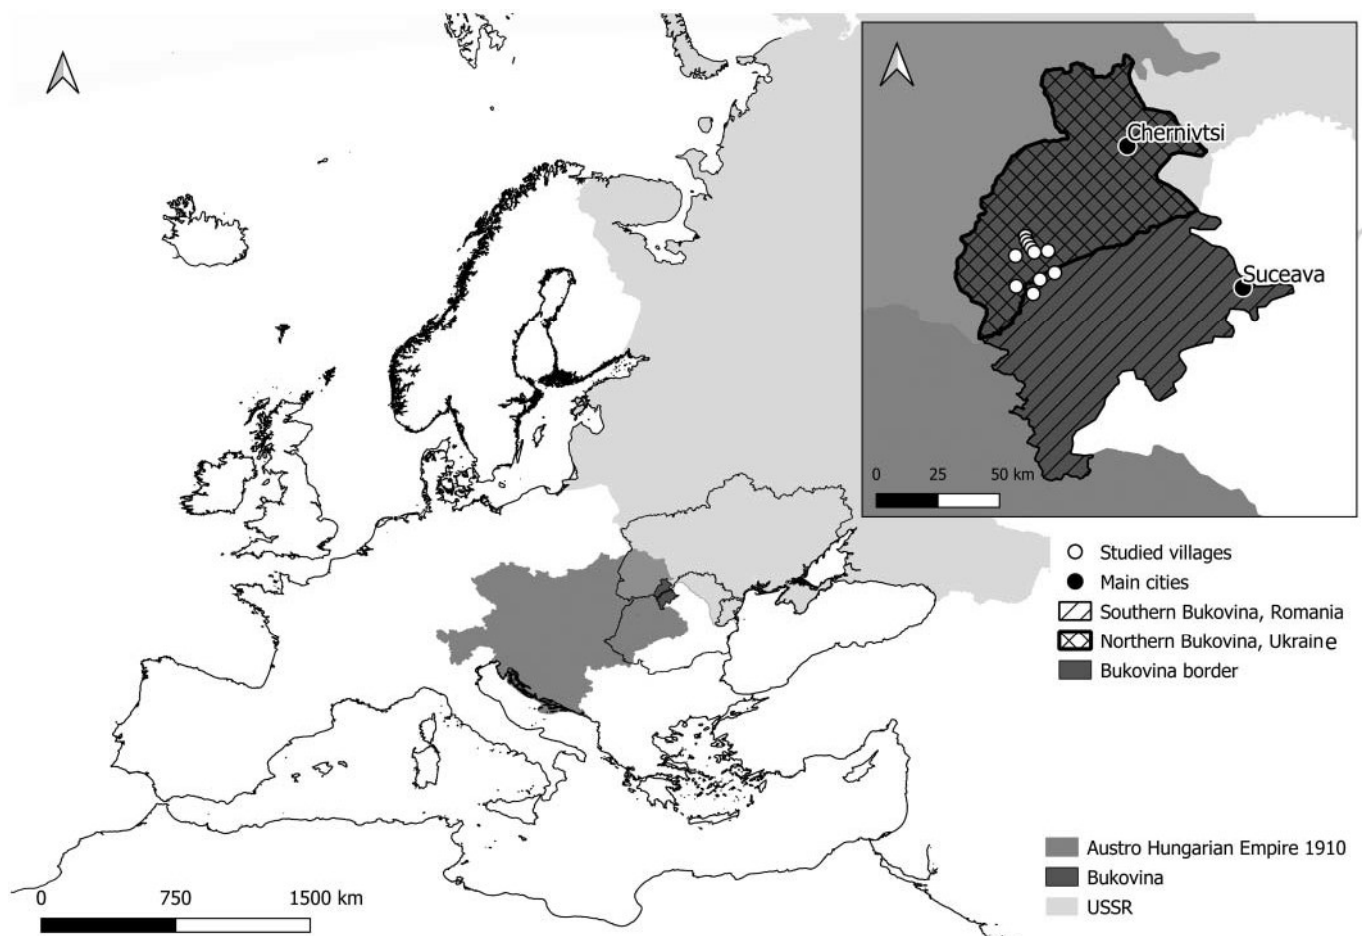 Chernivtsi
Suceava
0 25 50 km
Studied villages
Main cities
Southern Bukovina, Romania
Northern Bukovina, Ukraine
Bukovina border
Austro Hungarian Empire 1910
Bukovina
USSR
0 750 1500 km